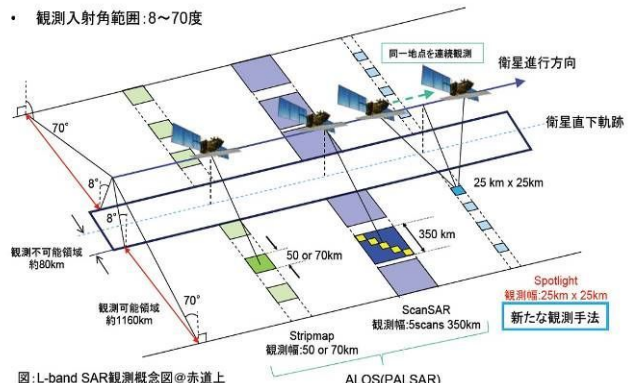 • 観測入射角範囲:8～70度
同一地点を連続観測
衛星進行方向
70°
衛星直下軌跡
8°
25 km x 25km
8°
観測不可能領域
約80km
350 km
50 or 70km
観測可能領域
約1160km
70°
Spotlight
観測幅:25km x 25km
ScanSAR
観測幅:5scans 350km
新たな観測手法
Stripmap
観測幅:50 or 70km
図:L-band SAR観測概念図@赤道上
ALOS(PALSAR)